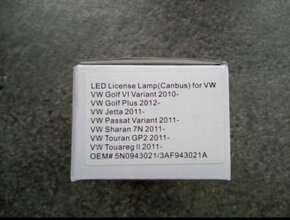 LED License Lamp(Canbus) for VW
VW Golf VI Variant 2010-
VW Golf Plus 2012-
VW Jetta 2011-
VW Passat Variant 2011-
VW Sharan 7N 2011-
VW Touran GP2 2011-
VW Touareg II 2011-
OEM# 5N0943021/3AF943021A